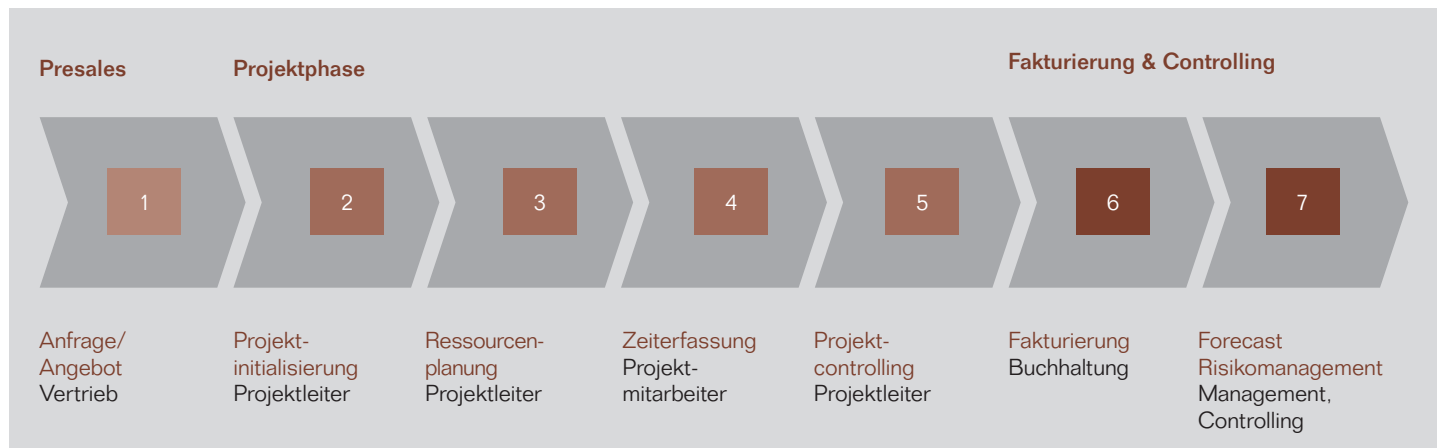 Presales
Projektphase
Fakturierung & Controlling
1
2
3
4
5
6
7
Anfrage/
Angebot
Vertrieb
Projekt-
initialisierung
Projektleiter
Ressourcen-
planung
Projektleiter
Zeiterfassung
Projekt-
mitarbeiter
Projekt-
controlling
Projektleiter
Fakturierung
Buchhaltung
Forecast
Risikomanagement
Management,
Controlling